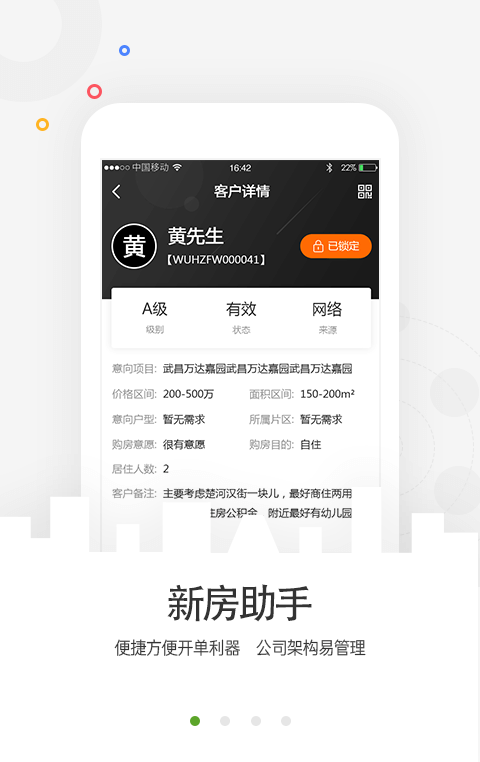 中国移动 16:42 22%
客户详情
黄 黄先生
【WUHZFW000041】 已锁定
A级 有效 网络
级别 状态 来源
意向项目: 武昌万达嘉园武昌万达嘉园武昌万达嘉园
价格区间: 200-500万 面积区间: 150-200m²
意向户型: 暂无需求 所属片区: 暂无需求
购房意愿: 很有意愿 购房目的: 自住
居住人数: 2
客户备注: 主要考虑楚河汉街一块儿，最好商住两用
住房公积金 附近最好有幼儿园
新房助手
便捷方便开单利器 公司架构易管理